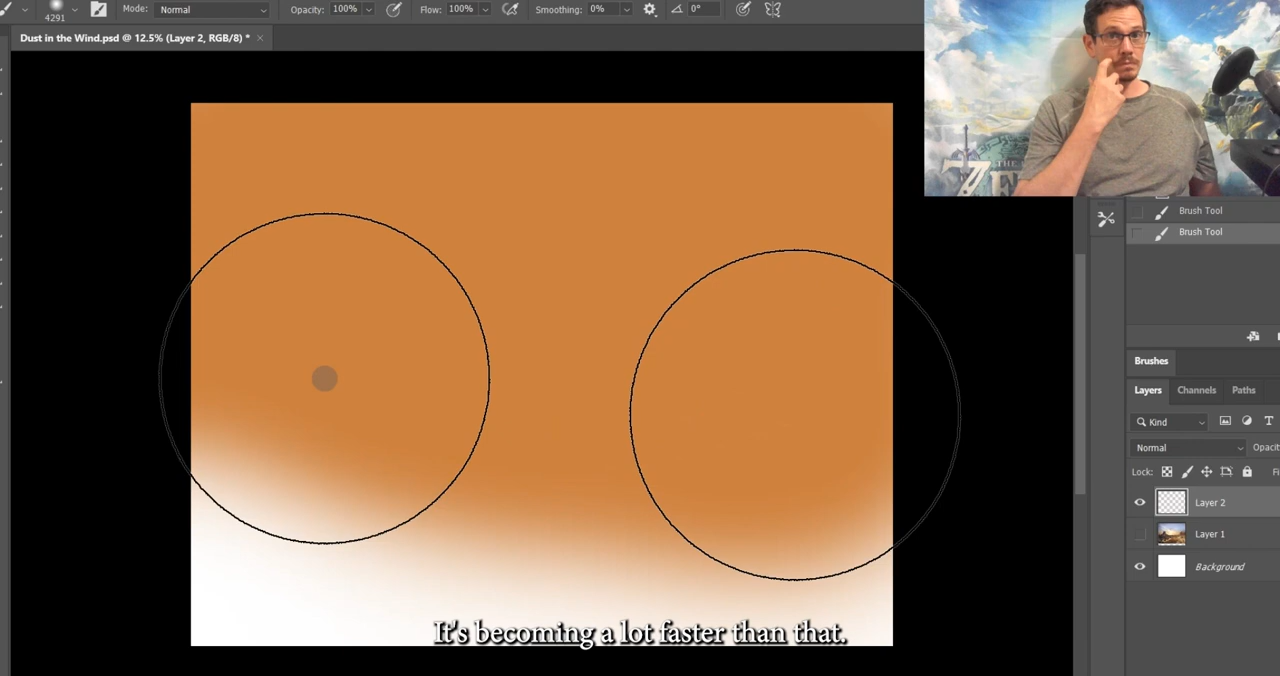 Mode: Normal Opacity: 100% Flow: 100% Smoothing: 0% 0°
4291
Dust in the Wind.psd @ 12.5% (Layer 2, RGB/8) * ×
THE
Brush Tool
Brush Tool
Brushes
Layers Channels Paths
Kind
Normal Opacit
Lock: Fi
Layer 2
Layer 1
Background
It's becoming a lot faster than that.